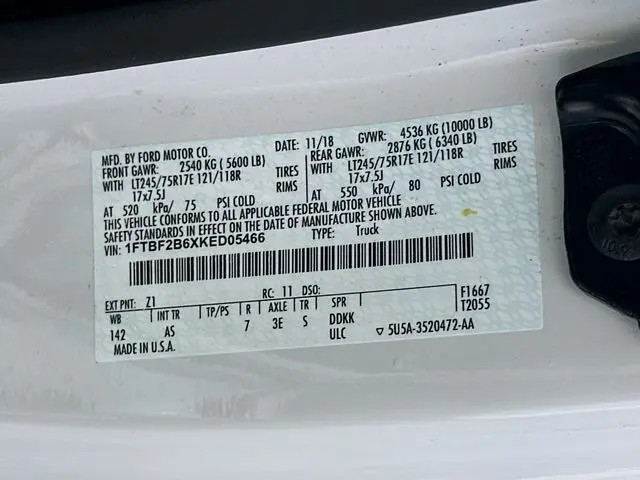 MFD. BY FORD MOTOR CO. DATE: 11/18 GVWR: 4536 KG (10000 LB)
FRONT GAWR: 2540 KG (5600 LB) REAR GAWR: 2876 KG (6340 LB)
WITH LT245/75R17E 121/118R TIRES WITH LT245/75R17E 121/118R TIRES
17x7.5J RIMS 17x7.5J RIMS
AT 520 kPa/ 75 PSI COLD AT 550 kPa/ 80 PSI COLD
THIS VEHICLE CONFORMS TO ALL APPLICABLE FEDERAL MOTOR VEHICLE
SAFETY STANDARDS IN EFFECT ON THE DATE OF MANUFACTURE SHOWN ABOVE.
VIN: 1FTBF2B6XKED05466 TYPE: Truck
EXT PNT: Z1 RC: 11 DSO: F1667
WB INT TR TP/PS R AXLE TR SPR T2055
142 AS 7 3E S DDKK
ULC
MADE IN U.S.A. ▽ 5U5A-3520472-AA